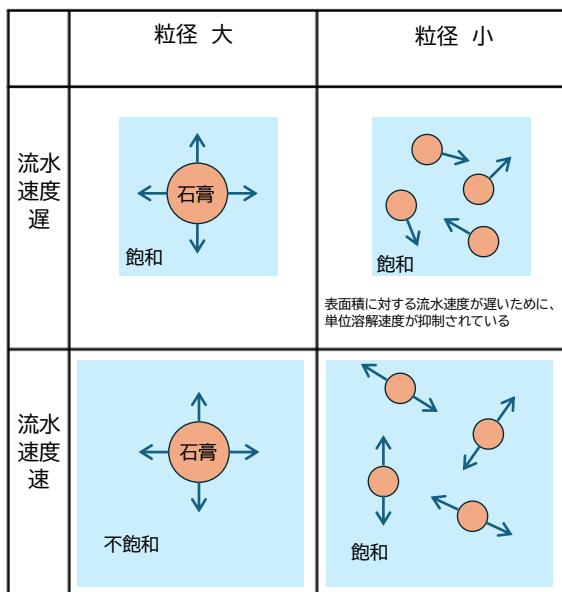 粒径 大
粒径 小
流水
速度
遅
石膏
飽和
飽和
表面積に対する流水速度が遅いために、
単位溶解速度が抑制されている
流水
速度
速
石膏
不飽和
飽和